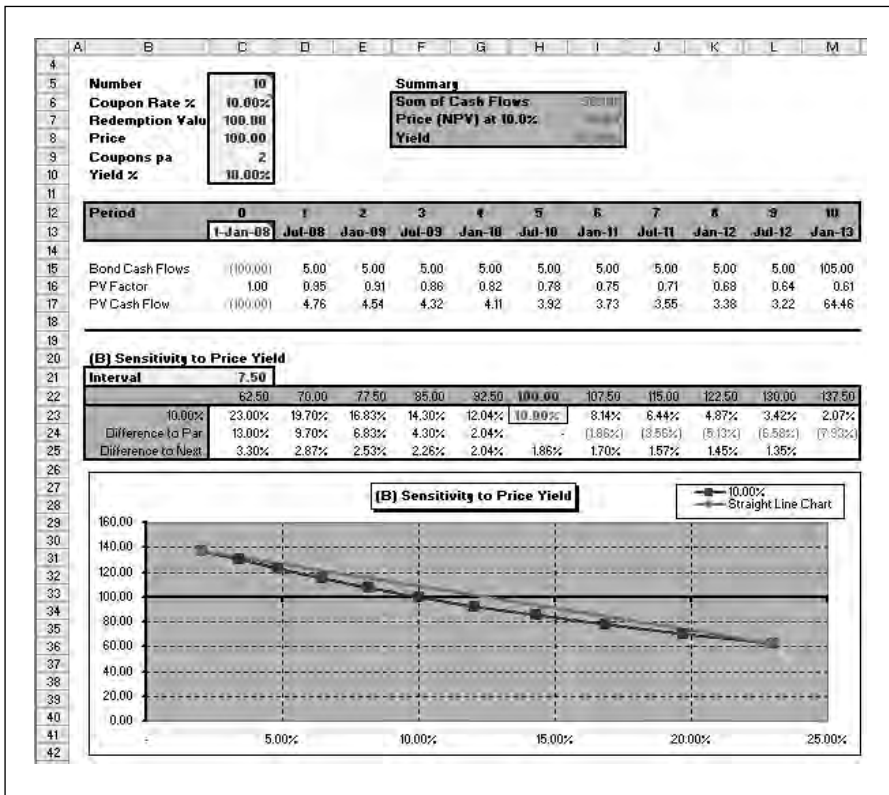 A B C D E F G H I J K L M
4
5 Number 10 Summary
6 Coupon Rate % 10.00% Sum of Cash Flows
7 Redemption Valu 100.00 Price (NPV) at 10.0%
8 Price 100.00 Yield
9 Coupons pa 2
10 Yield % 10.00%
11
12 Period 0 1 2 3 4 5 6 7 8 9 10
13 1-Jan-08 Jul-08 Jan-09 Jul-09 Jan-10 Jul-10 Jan-11 Jul-11 Jan-12 Jul-12 Jan-13
14
15 Bond Cash Flows (100.00) 5.00 5.00 5.00 5.00 5.00 5.00 5.00 5.00 5.00 105.00
16 PV Factor 1.00 0.95 0.91 0.86 0.82 0.78 0.75 0.71 0.68 0.64 0.61
17 PV Cash Flow (100.00) 4.76 4.54 4.32 4.11 3.92 3.73 3.55 3.38 3.22 64.46
18
19
20 (B) Sensitivity to Price Yield
21 Interval 7.50
22 62.50 70.00 77.50 85.00 92.50 100.00 107.50 115.00 122.50 130.00 137.50
23 10.00% 23.00% 19.70% 16.83% 14.30% 12.04% 10.00% 8.14% 6.44% 4.87% 3.42% 2.07%
24 Difference to Par 13.00% 9.70% 6.83% 4.30% 2.04% - (1.86%) (3.56%) (5.13%) (6.58%) (7.93%)
25 Difference to Next 3.30% 2.87% 2.53% 2.26% 2.04% 1.86% 1.70% 1.57% 1.45% 1.35%
26
27 (B) Sensitivity to Price Yield 10.00%
28 Straight Line Chart
29 160.00
30 140.00
31
32 120.00
33 100.00
34 80.00
35
36 60.00
37
38 40.00
39 20.00
40 0.00
41 - 5.00% 10.00% 15.00% 20.00% 25.00%
42